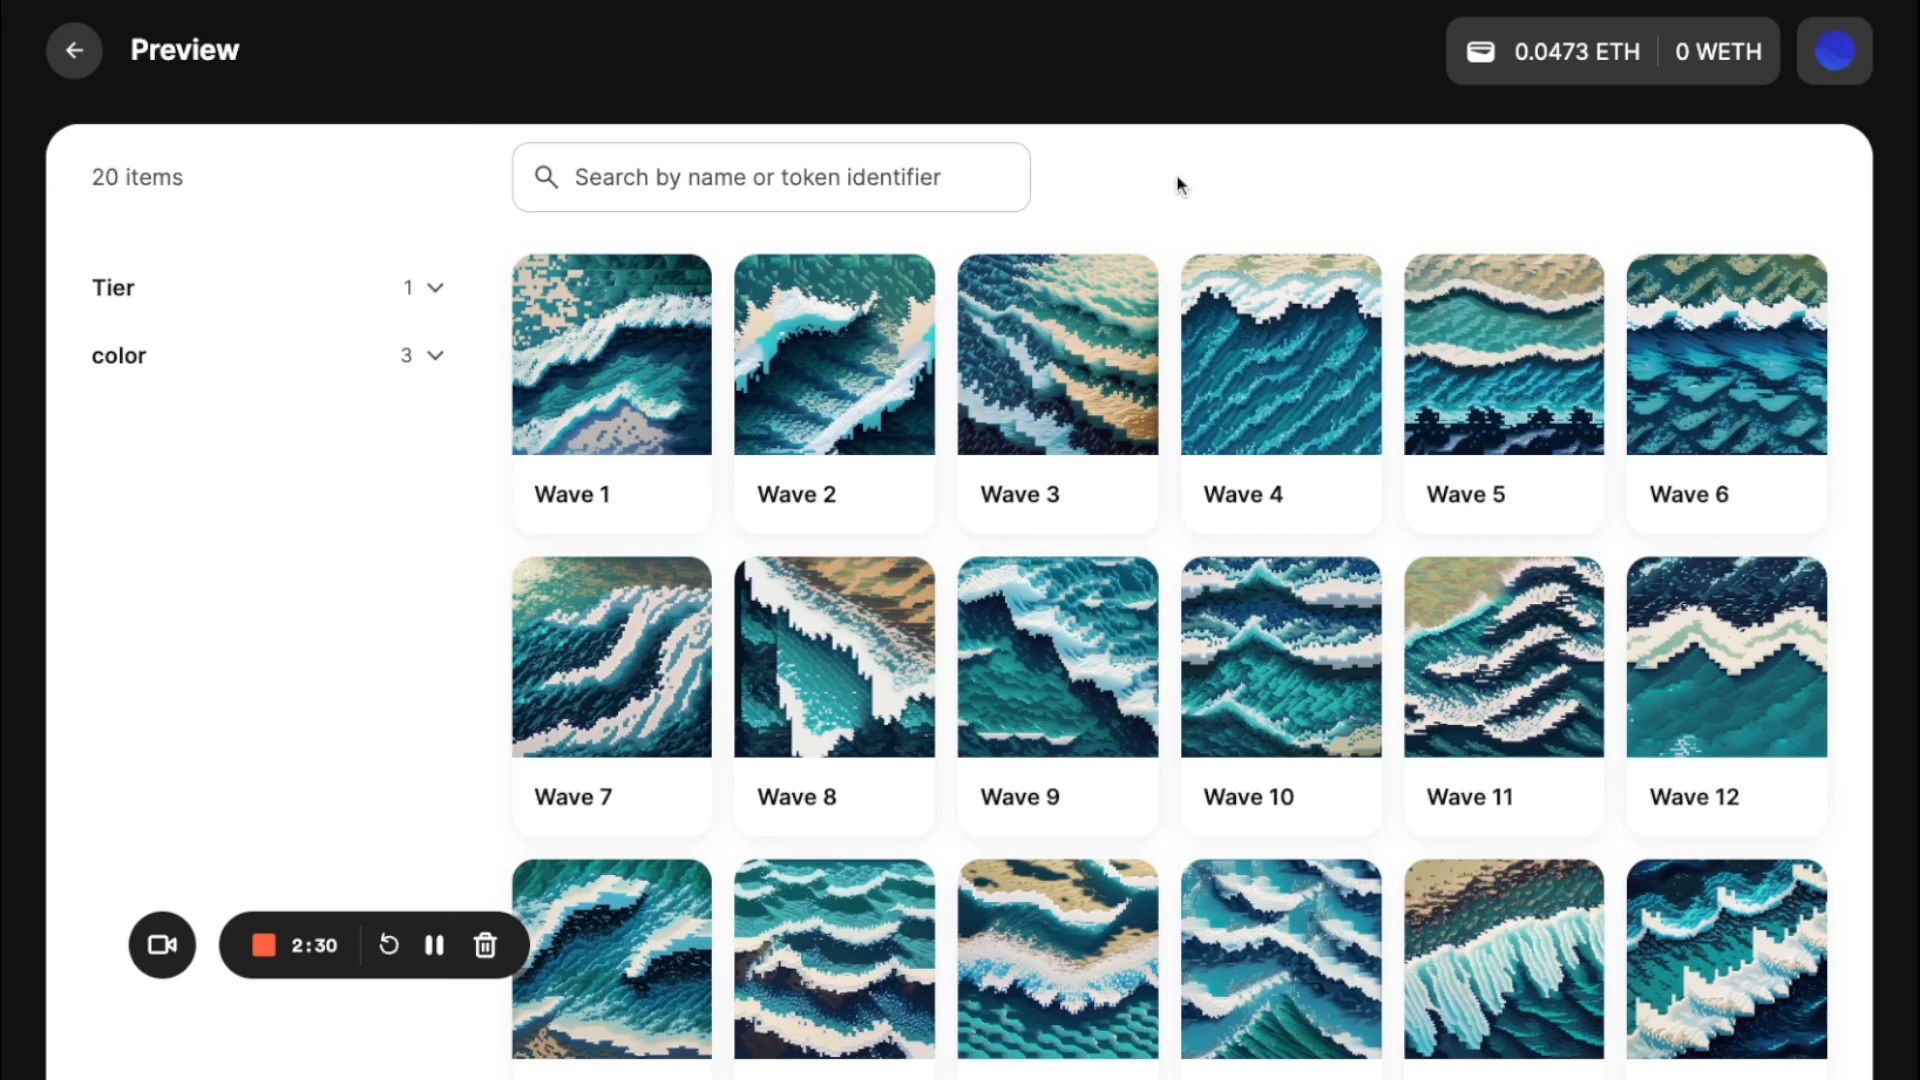 Preview
0.0473 ETH
0 WETH
20 items
Search by name or token identifier
Tier 1
color 3
Wave 1
Wave 2
Wave 3
Wave 4
Wave 5
Wave 6
Wave 7
Wave 8
Wave 9
Wave 10
Wave 11
Wave 12
2:30